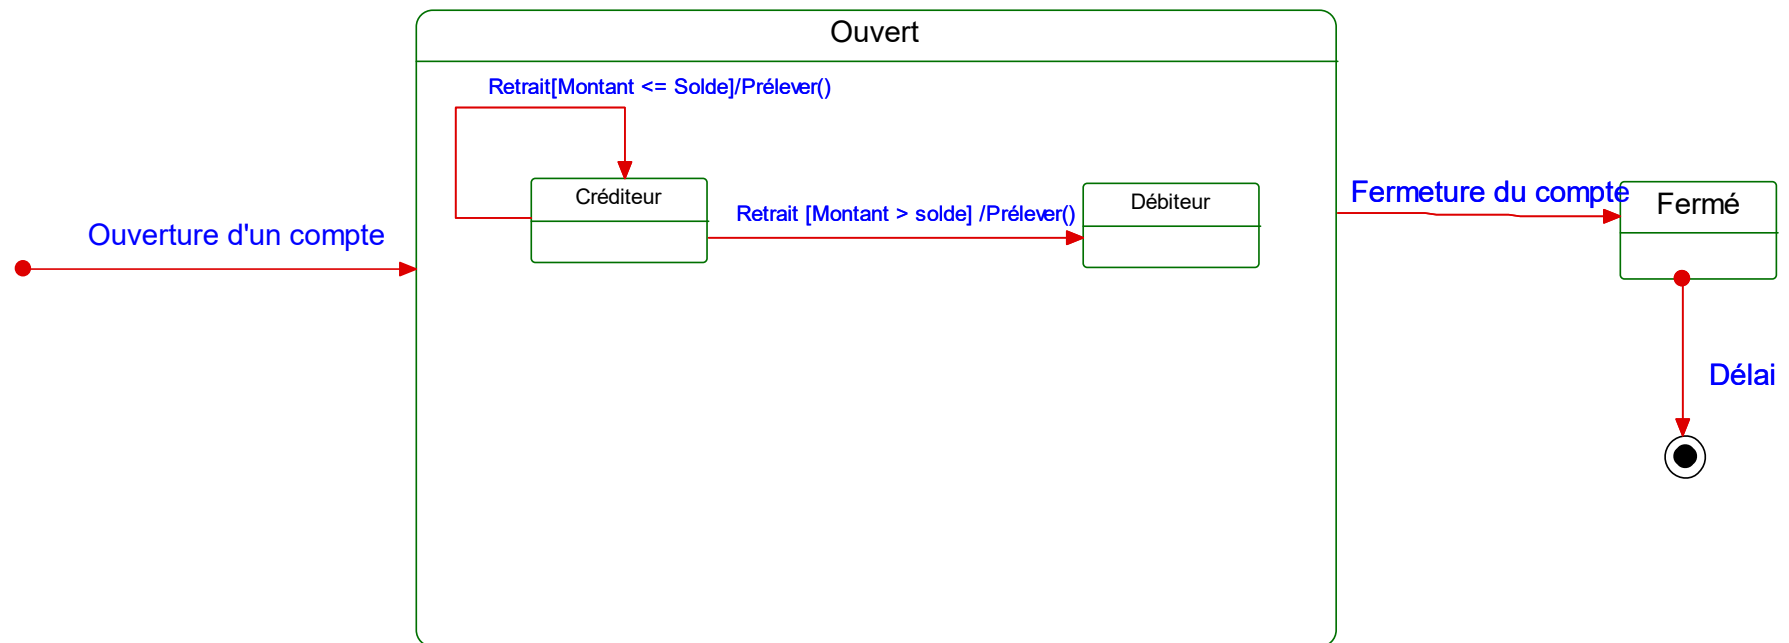 Ouvert
Retrait[Montant <= Solde]/Prélever()
Créditeur
Retrait [Montant > solde] /Prélever()
Débiteur
Ouverture d'un compte
Fermeture du compte
Fermé
Délai